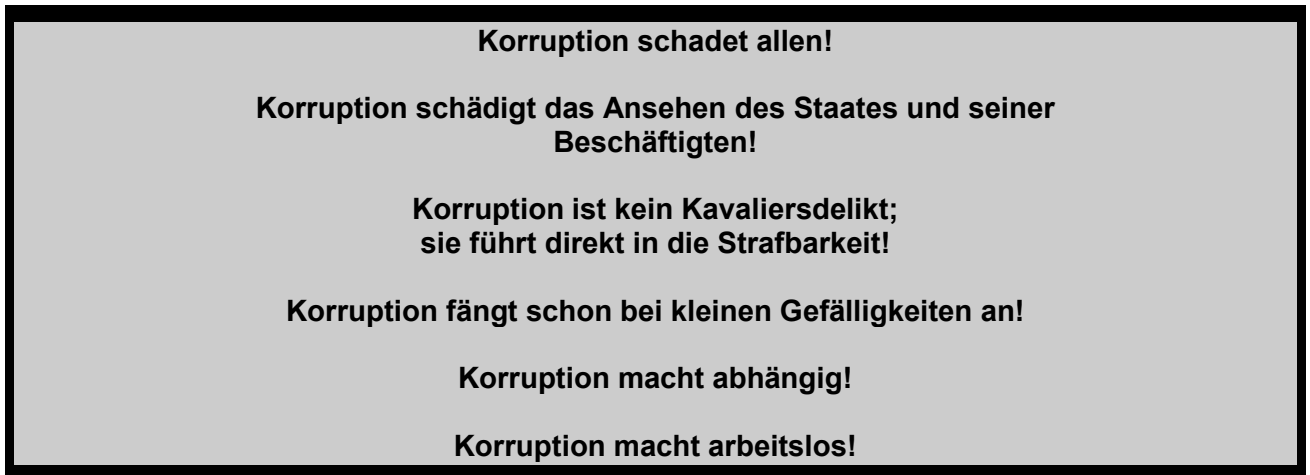 Korruption schadet allen!
Korruption schädigt das Ansehen des Staates und seiner
Beschäftigten!
Korruption ist kein Kavaliersdelikt;
sie führt direkt in die Strafbarkeit!
Korruption fängt schon bei kleinen Gefälligkeiten an!
Korruption macht abhängig!
Korruption macht arbeitslos!